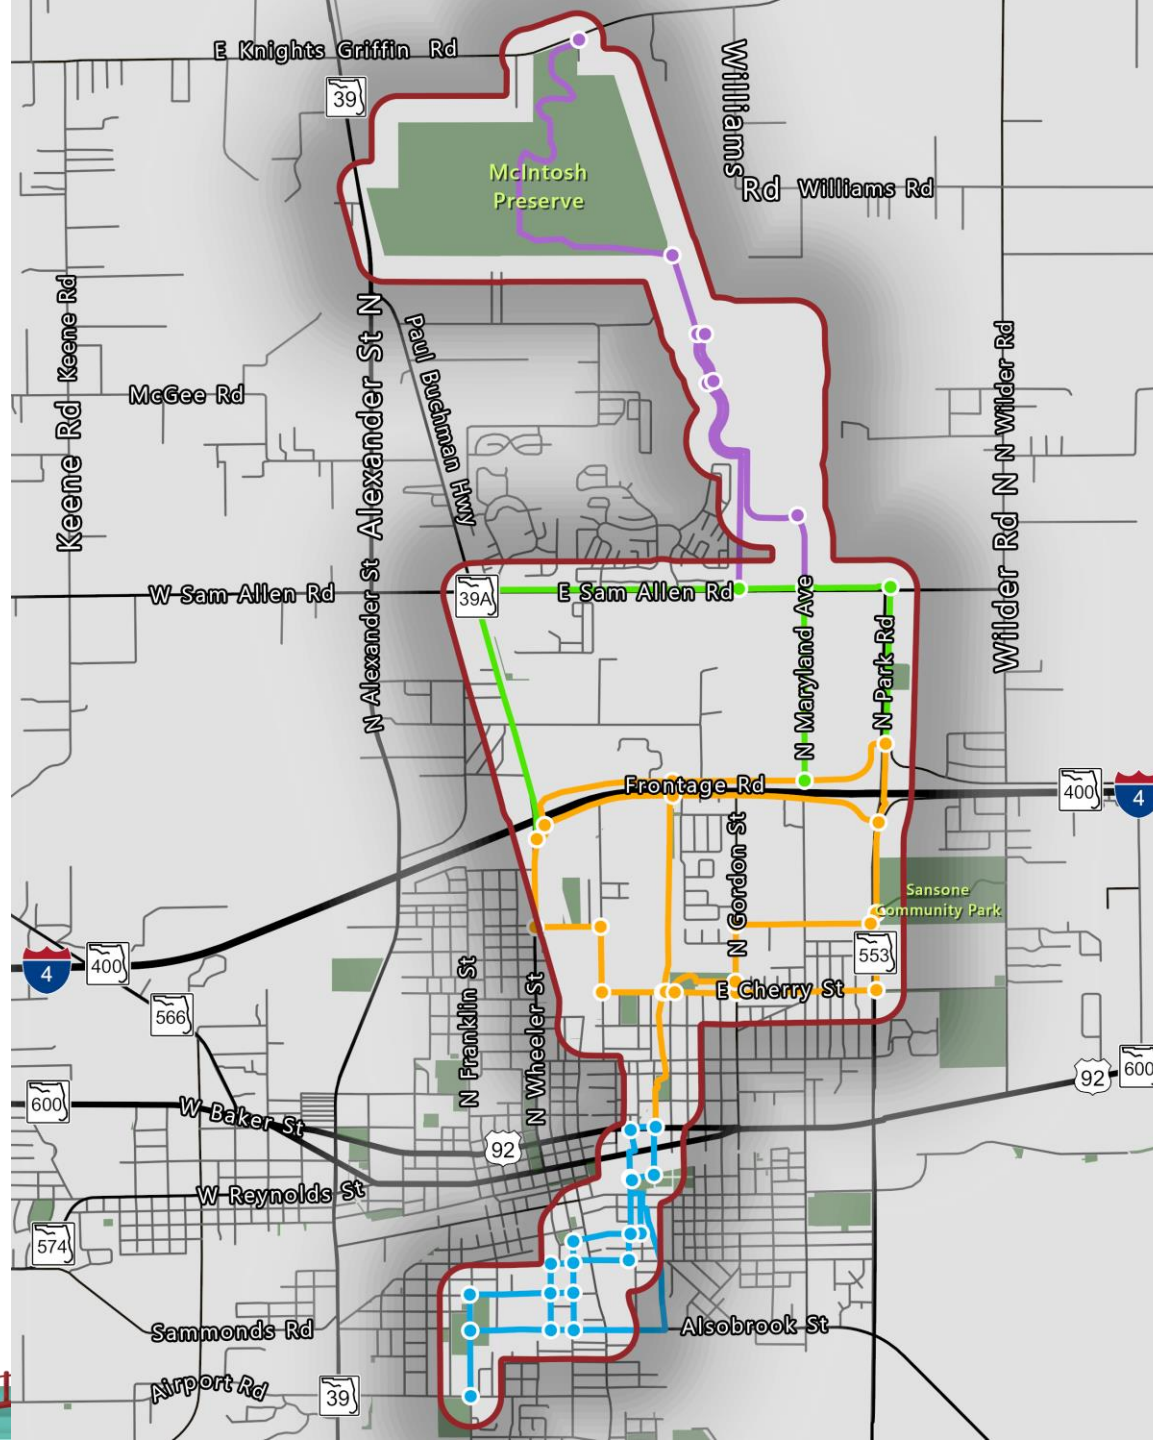 E Knights Griffin Rd
39
Williams
Rd
Williams Rd
McIntosh
Preserve
Keene Rd
Keene Rd
N
Alexander St
Paul Buchman Hwy
McGee Rd
N Wilder Rd
Wilder Rd N
W Sam Allen Rd
39A
E Sam Allen Rd
N Alexander St
N Maryland Ave
N Park Rd
Frontage Rd
400
4
N Gordon St
Sansone
Community Park
4
400
553
566
N Franklin St
N Wheeler St
E Cherry St
600
W Baker St
92
92
600
W Reynolds St
574
Sammonds Rd
Alsobrook St
Airport Rd
39